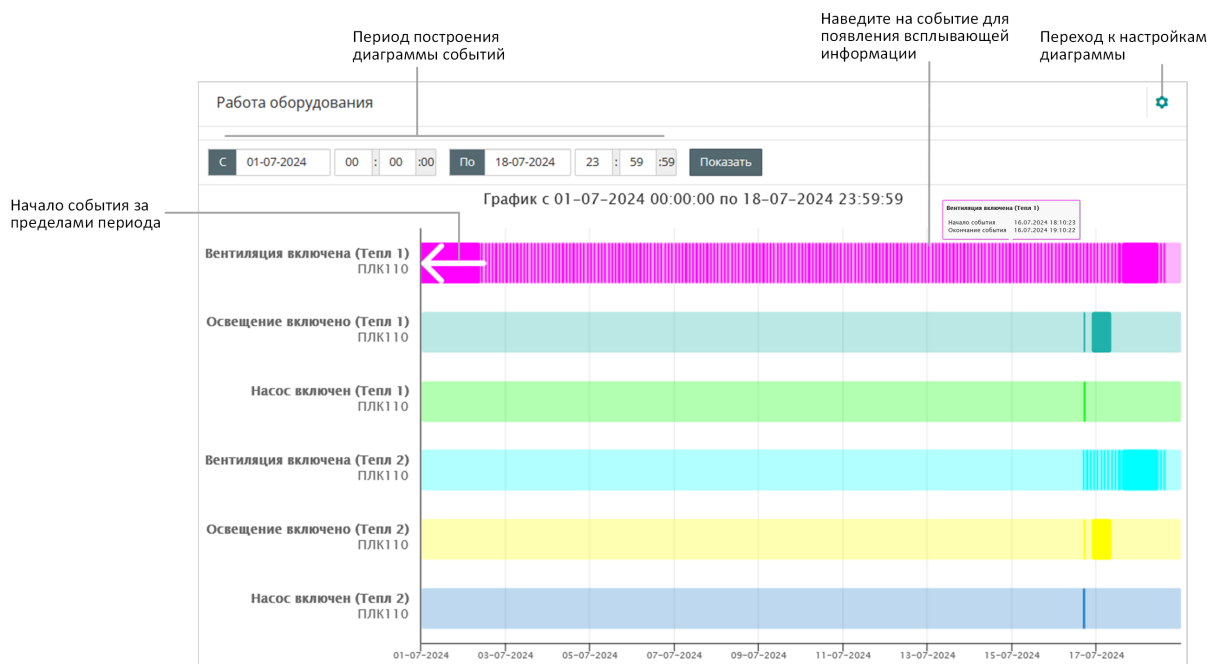 Наведите на событие для
появления всплывающей
информации
Период построения
диаграммы событий
Переход к настройкам
диаграммы
Работа оборудования
С 01-07-2024 00 : 00 :00 По 18-07-2024 23 : 59 :59 Показать
График с 01-07-2024 00:00:00 по 18-07-2024 23:59:59
Начало события за
пределами периода
Вентиляция включена (Тепл 1)
Начало события 16.07.2024 18:10:23
Окончание события 16.07.2024 19:10:22
Вентиляция включена (Тепл 1)
ПЛК110
Освещение включено (Тепл 1)
ПЛК110
Насос включен (Тепл 1)
ПЛК110
Вентиляция включена (Тепл 2)
ПЛК110
Освещение включено (Тепл 2)
ПЛК110
Насос включен (Тепл 2)
ПЛК110
01-07-2024 03-07-2024 05-07-2024 07-07-2024 09-07-2024 11-07-2024 13-07-2024 15-07-2024 17-07-2024